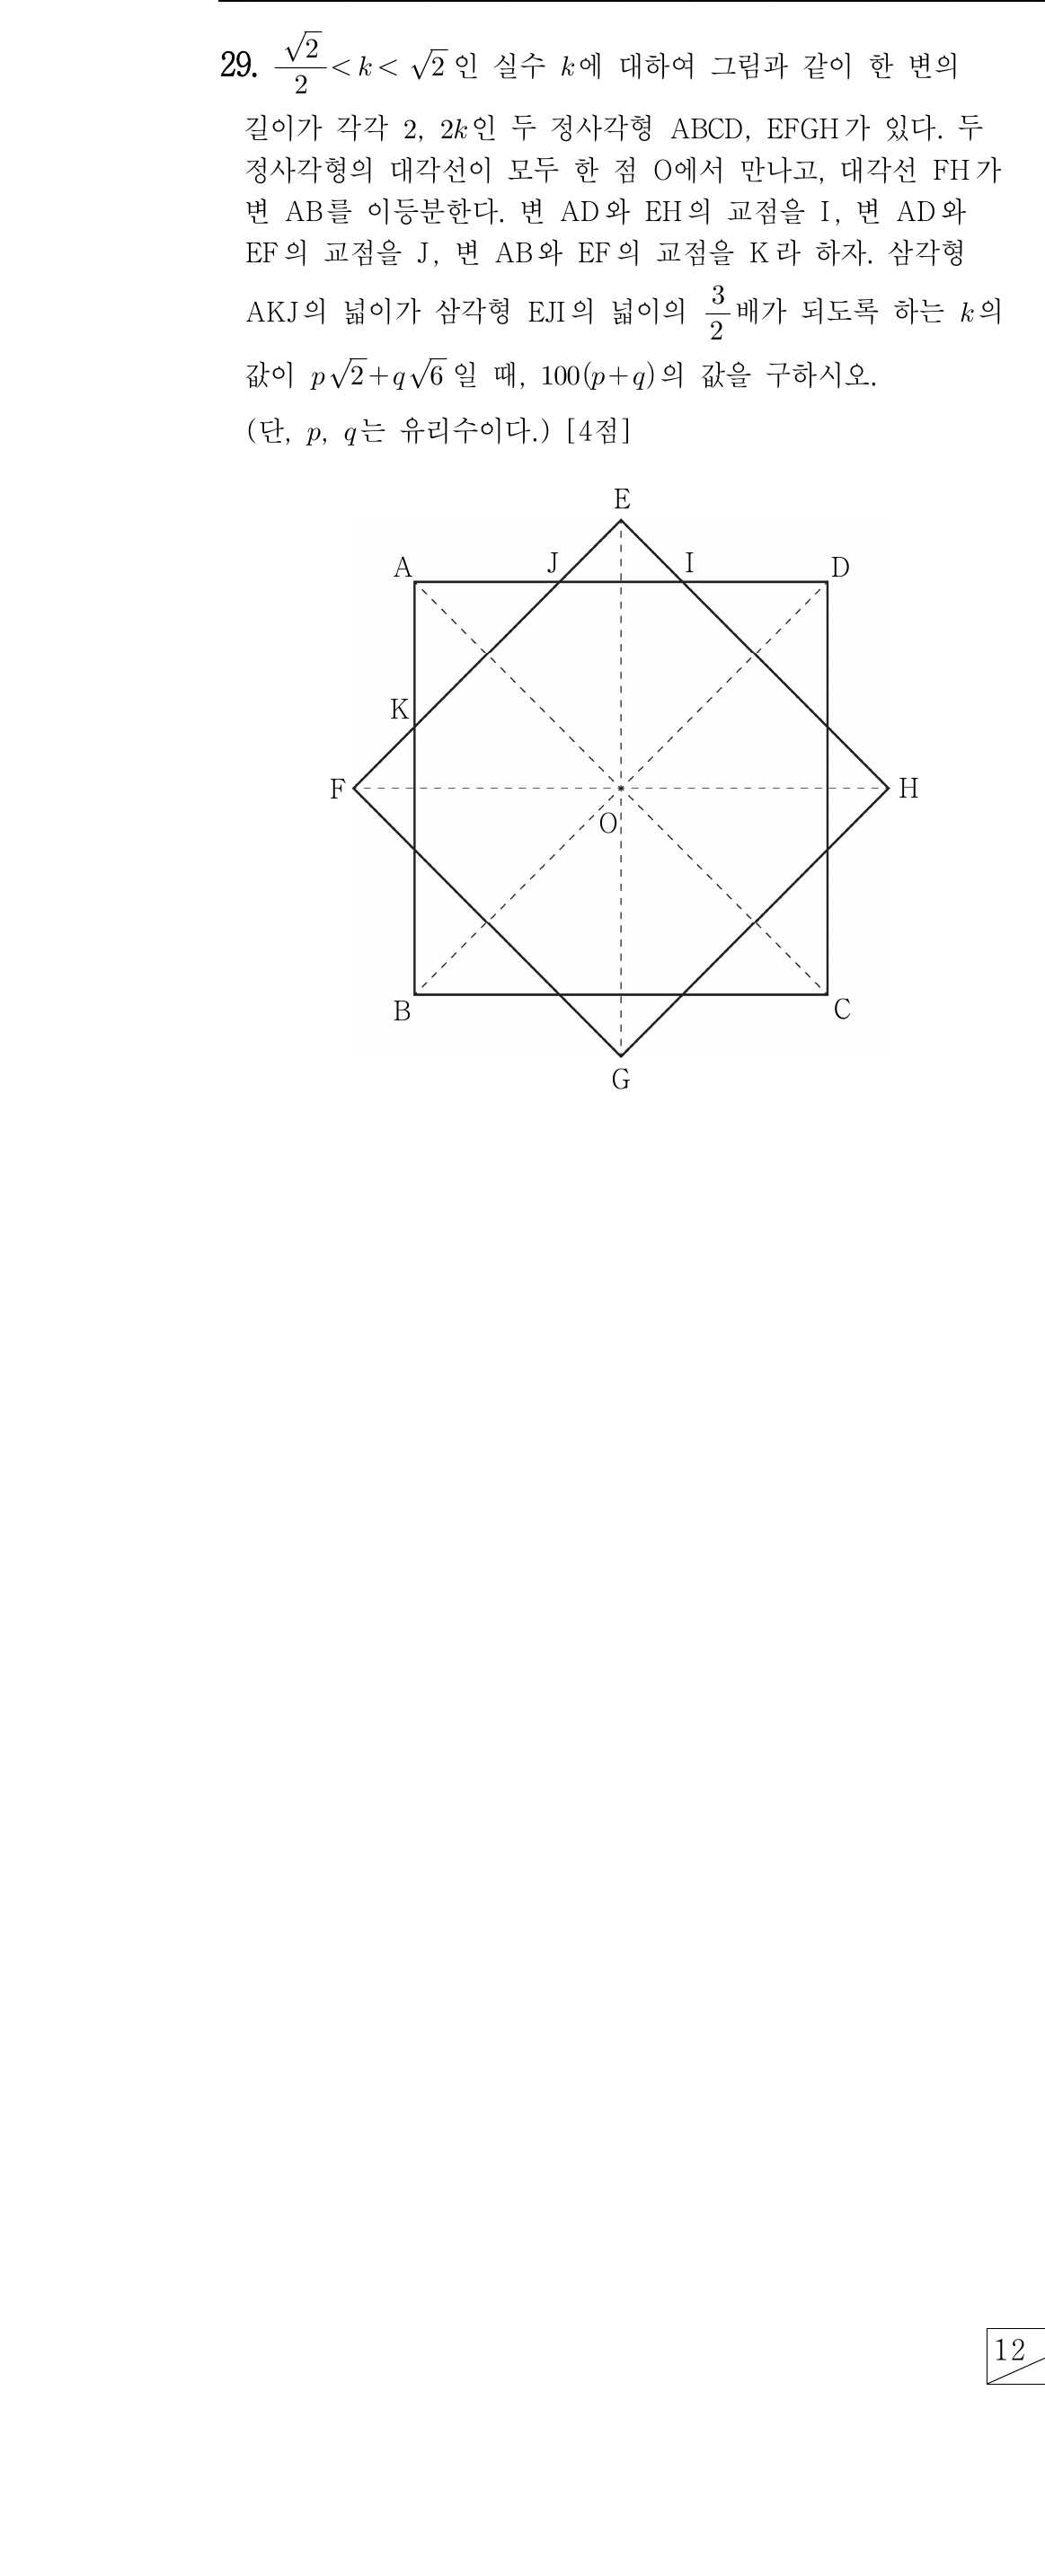 29. √2/2 < k < √2 인 실수 k에 대하여 그림과 같이 한 변의
길이가 각각 2, 2k인 두 정사각형 ABCD, EFGH가 있다. 두
정사각형의 대각선이 모두 한 점 O에서 만나고, 대각선 FH가
변 AB를 이등분한다. 변 AD와 EH의 교점을 I, 변 AD와
EF의 교점을 J, 변 AB와 EF의 교점을 K라 하자. 삼각형
AKJ의 넓이가 삼각형 EJI의 넓이의 3/2배가 되도록 하는 k의
값이 p√2+q√6 일 때, 100(p+q)의 값을 구하시오.
(단, p, q는 유리수이다.) [4점]
E
A J I D
K
F H
O
B C
G
12